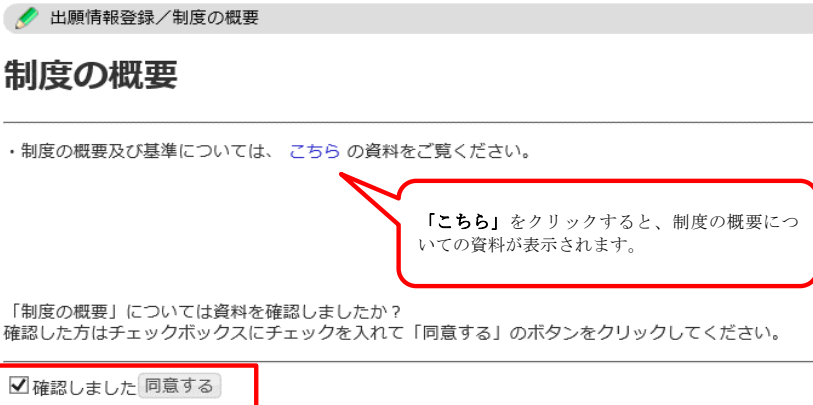 出願情報登録／制度の概要
制度の概要
・制度の概要及び基準については、 こちら の資料をご覧ください。
「こちら」をクリックすると、制度の概要につ
いての資料が表示されます。
「制度の概要」については資料を確認しましたか？
確認した方はチェックボックスにチェックを入れて「同意する」のボタンをクリックしてください。
確認しました 同意する